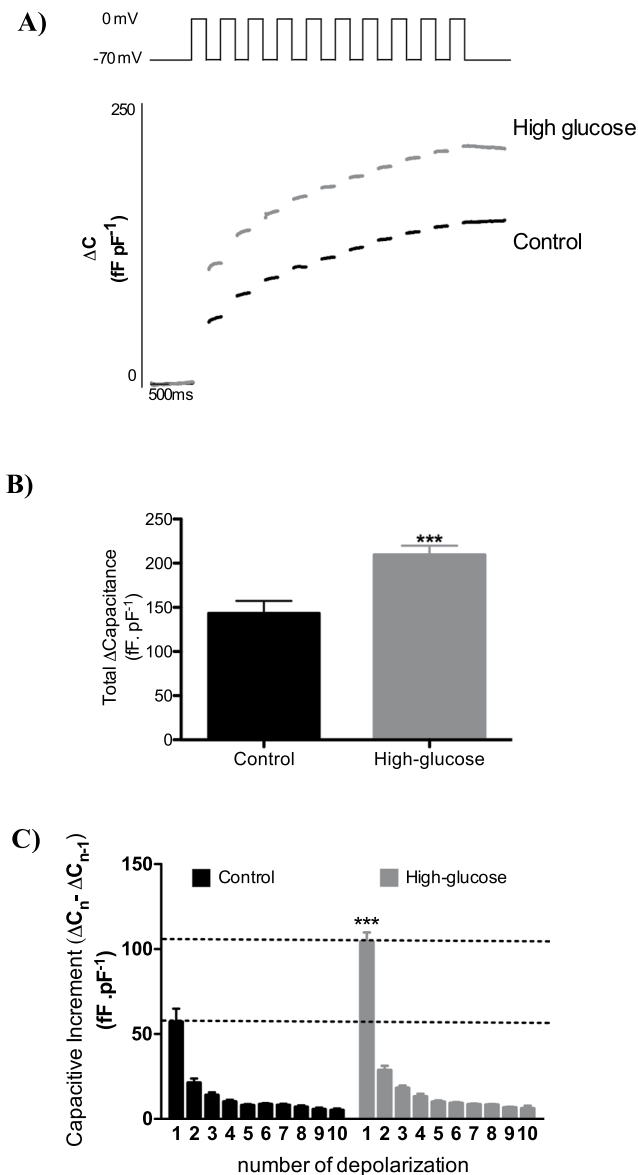 A)
0 mV
-70 mV
250
High glucose
ΔC
(fF pF-1)
Control
0
500ms
B)
250
200
150
100
50
0
Total ΔCapacitance
(fF. pF-1)
***
Control
High-glucose
C)
Capacitive Increment (ΔCn- ΔCn-1)
(fF .pF-1)
150
100
50
0
Control
High-glucose
***
1 2 3 4 5 6 7 8 9 10 1 2 3 4 5 6 7 8 9 10
number of depolarization